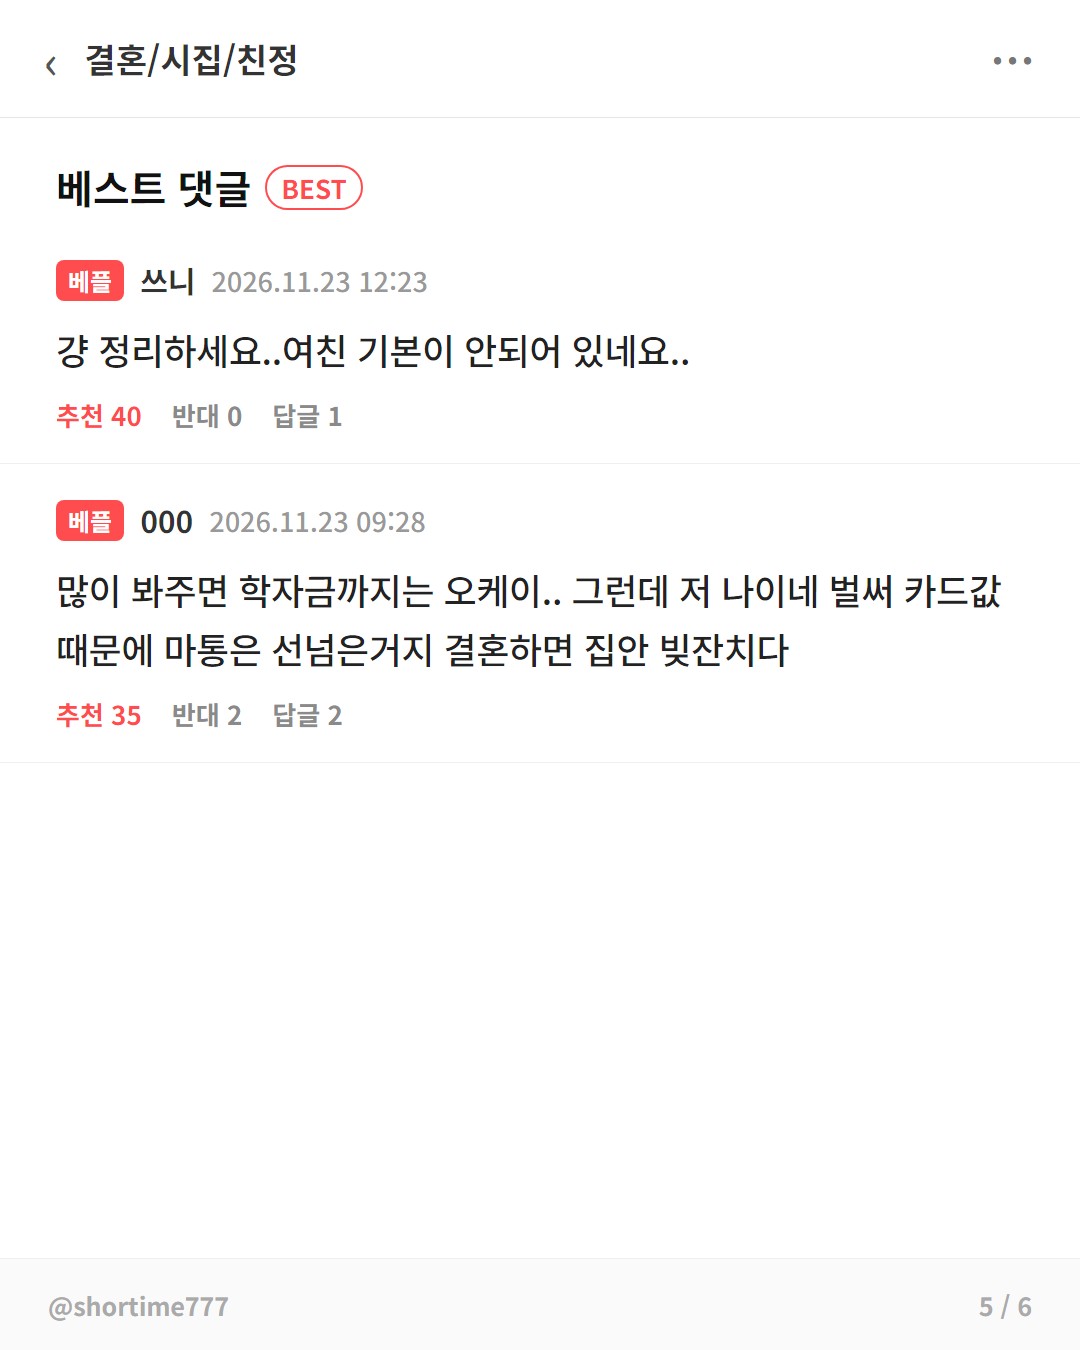 ‹ 결혼/시집/친정 •••
베스트 댓글 BEST
베플 쓰니 2026.11.23 12:23
걍 정리하세요..여친 기본이 안되어 있네요..
추천 40 반대 0 답글 1
베플 000 2026.11.23 09:28
많이 봐주면 학자금까지는 오케이.. 그런데 저 나이네 벌써 카드값
때문에 마통은 선넘은거지 결혼하면 집안 빚잔치다
추천 35 반대 2 답글 2
@shortime777 5 / 6